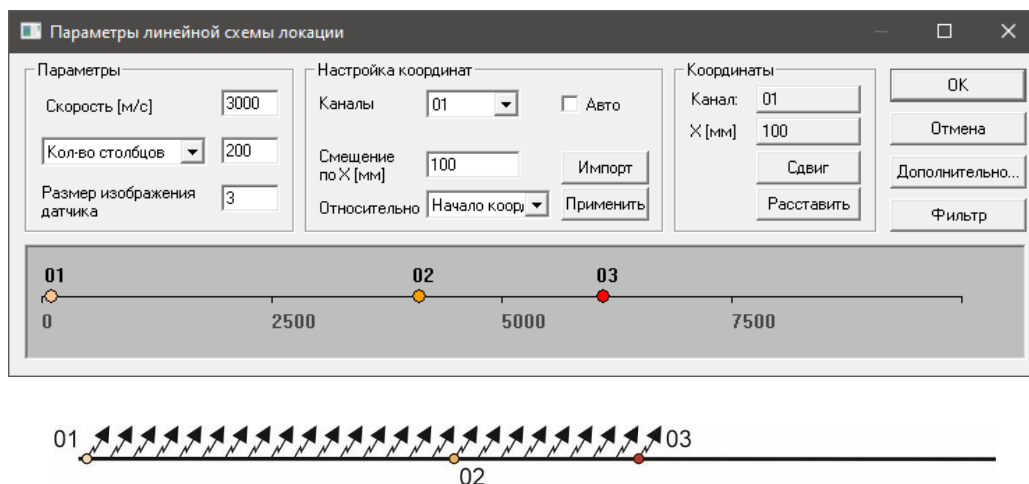 Параметры линейной схемы локации
Параметры
Скорость [м/с] 3000
Кол-во столбцов 200
Размер изображения датчика 3
Настройка координат
Каналы 01 Авто
Смещение по X [мм] 100 Импорт
Относительно Начало коорд Применить
Координаты
Канал: 01
X [мм] 100
Сдвиг
Расставить
OK
Отмена
Дополнительно...
Фильтр
01 02 03
0 2500 5000 7500
01 03
02